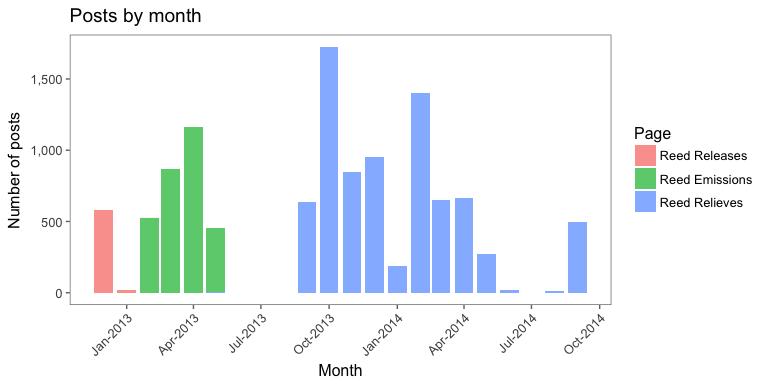 Posts by month
Number of posts
1,500
1,000
500
0
Jan-2013
Apr-2013
Jul-2013
Oct-2013
Jan-2014
Apr-2014
Jul-2014
Oct-2014
Month
Page
Reed Releases
Reed Emissions
Reed Relieves